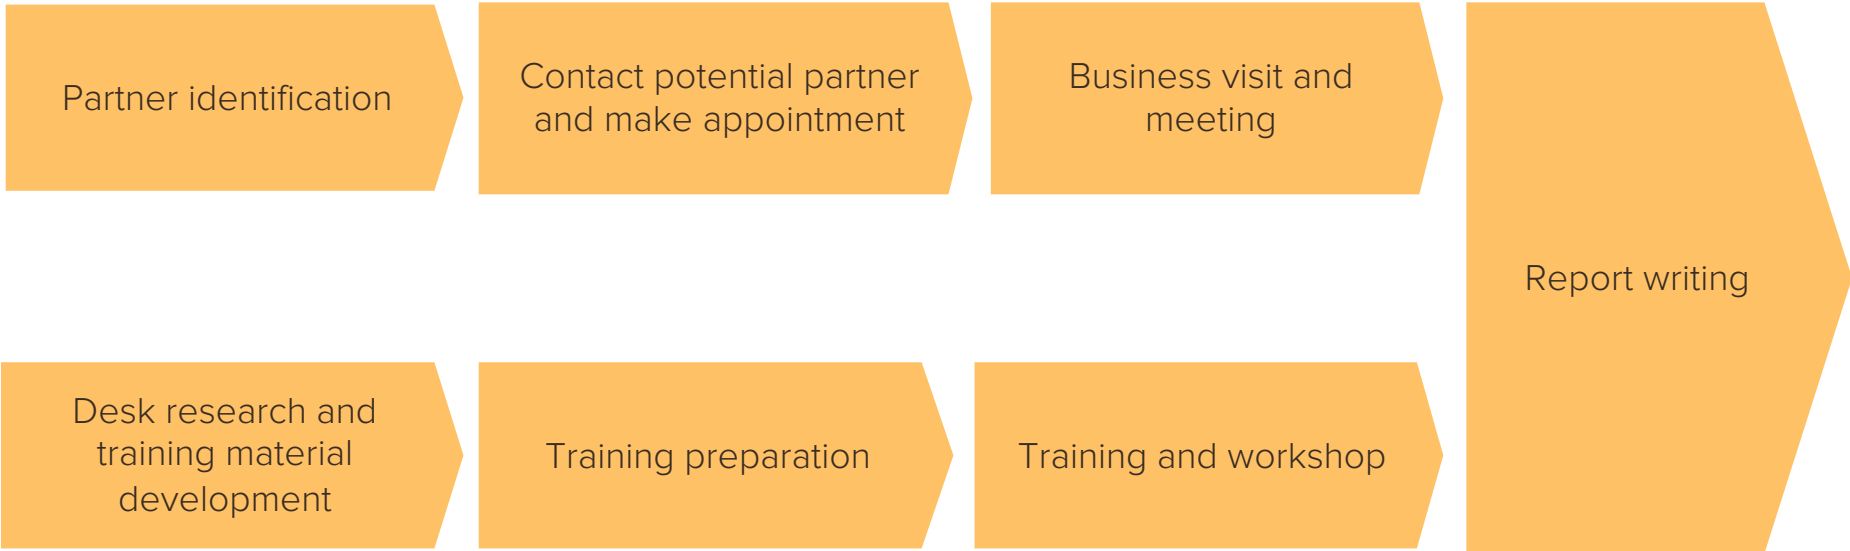 Partner identification
Contact potential partner
and make appointment
Business visit and
meeting
Report writing
Desk research and
training material
development
Training preparation
Training and workshop